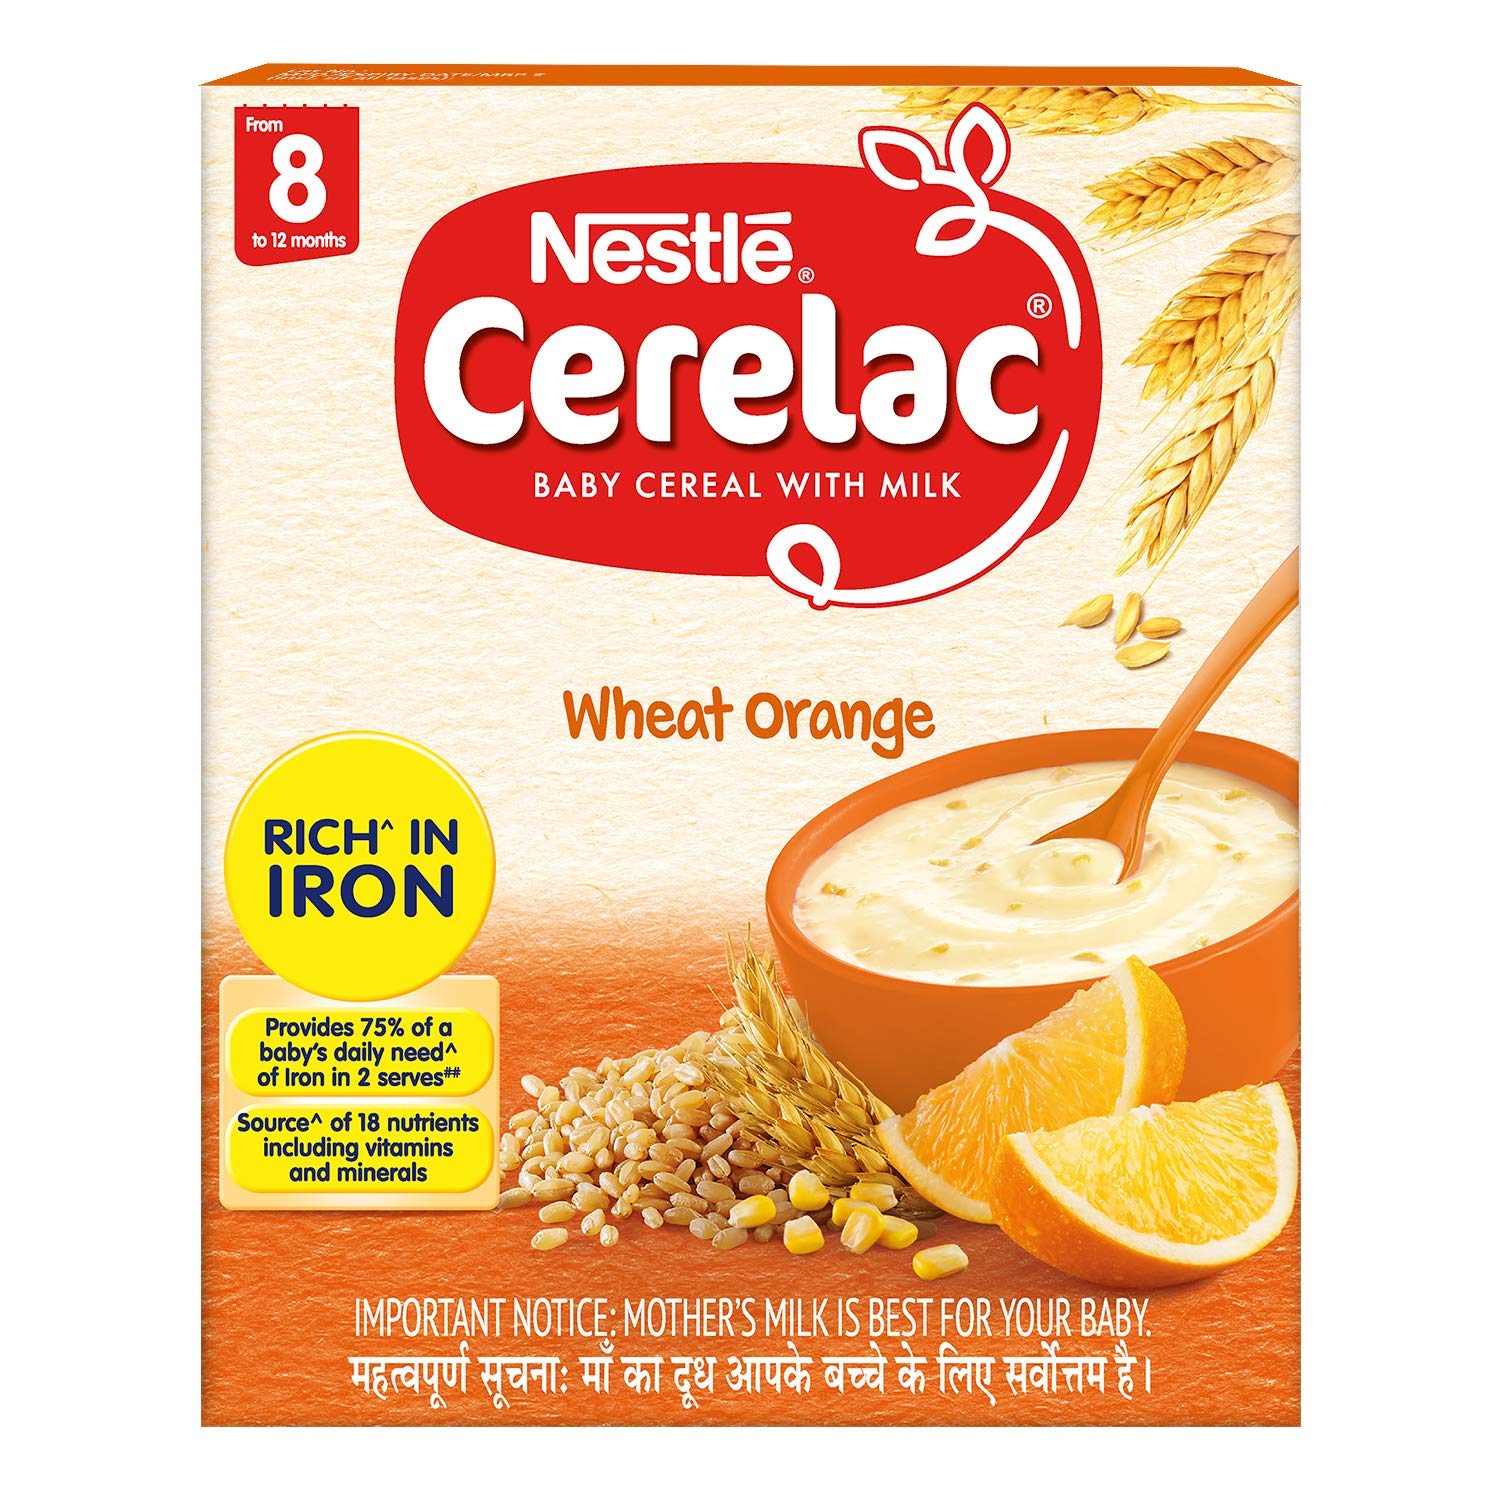 From
8
to 12 months
Nestlé®
Cerelac®
BABY CEREAL WITH MILK
Wheat Orange
RICH^ IN
IRON
Provides 75% of a
baby's daily need^
of Iron in 2 serves##
Source^ of 18 nutrients
including vitamins
and minerals
IMPORTANT NOTICE: MOTHER'S MILK IS BEST FOR YOUR BABY.
महत्वपूर्ण सूचना: माँ का दूध आपके बच्चे के लिए सर्वोत्तम है।